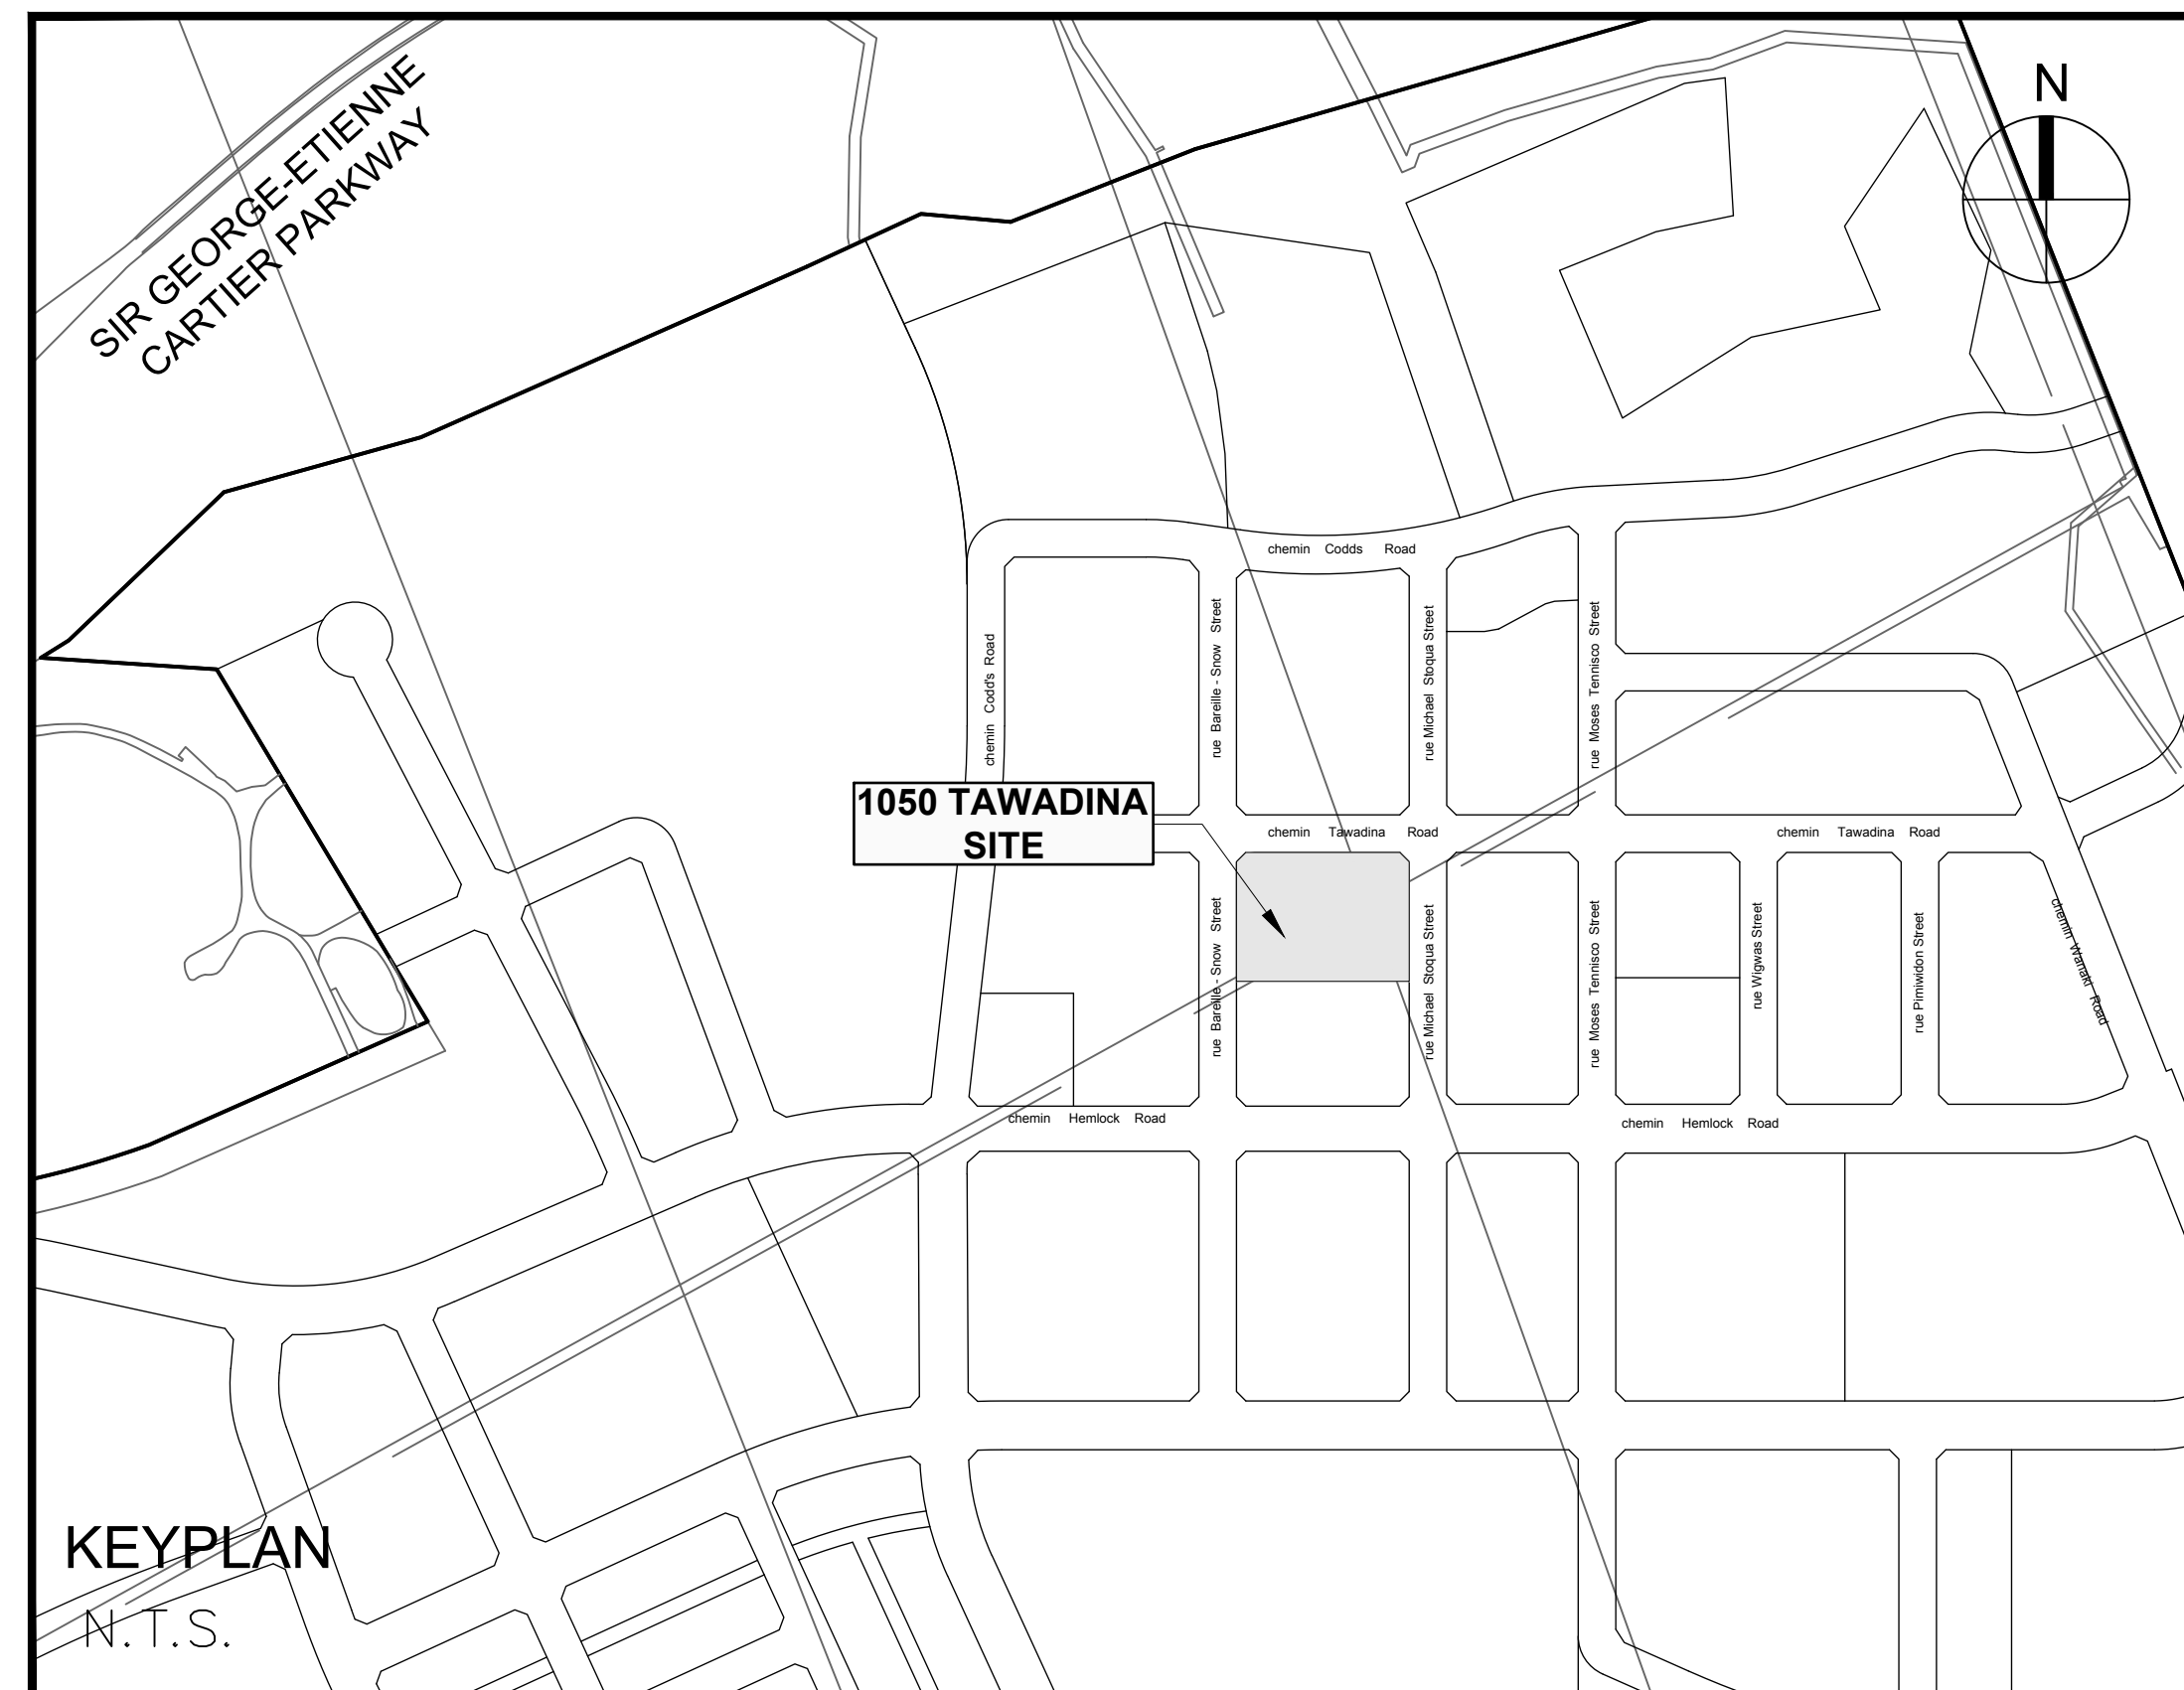 SIR GEORGE-ETIENNE
CARTIER PARKWAY
N
chemin Codds Road
chemin Codd's Road
rue Bareille - Snow Street
rue Michael Stoqua Street
rue Moses Tennisco Street
1050 TAWADINA
SITE
chemin Tawadina Road
chemin Tawadina Road
rue Bareille - Snow Street
rue Michael Stoqua Street
rue Moses Tennisco Street
rue Wigwas Street
rue Pimiwidon Street
chemin Wanaki Road
chemin Hemlock Road
chemin Hemlock Road
KEYPLAN
N.T.S.